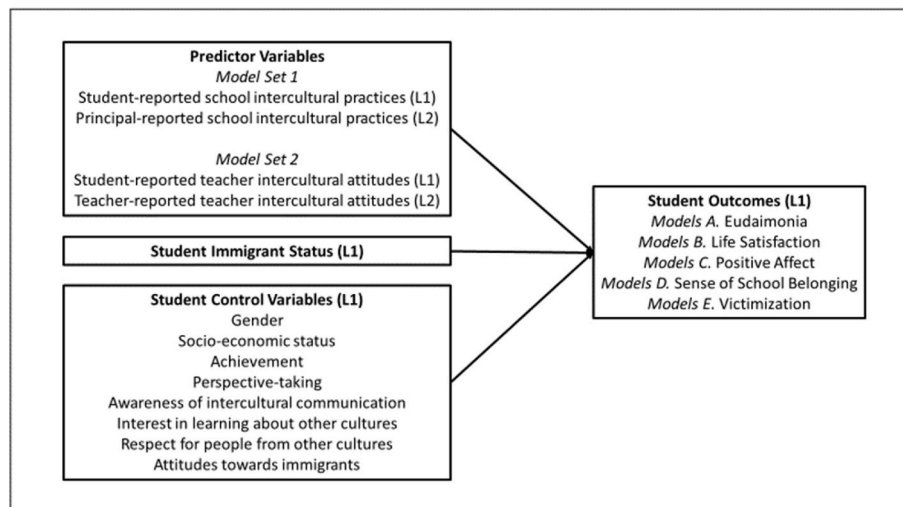 Predictor Variables
Model Set 1
Student-reported school intercultural practices (L1)
Principal-reported school intercultural practices (L2)
Model Set 2
Student-reported teacher intercultural attitudes (L1)
Teacher-reported teacher intercultural attitudes (L2)
Student Immigrant Status (L1)
Student Control Variables (L1)
Gender
Socio-economic status
Achievement
Perspective-taking
Awareness of intercultural communication
Interest in learning about other cultures
Respect for people from other cultures
Attitudes towards immigrants
Student Outcomes (L1)
Models A. Eudaimonia
Models B. Life Satisfaction
Models C. Positive Affect
Models D. Sense of School Belonging
Models E. Victimization